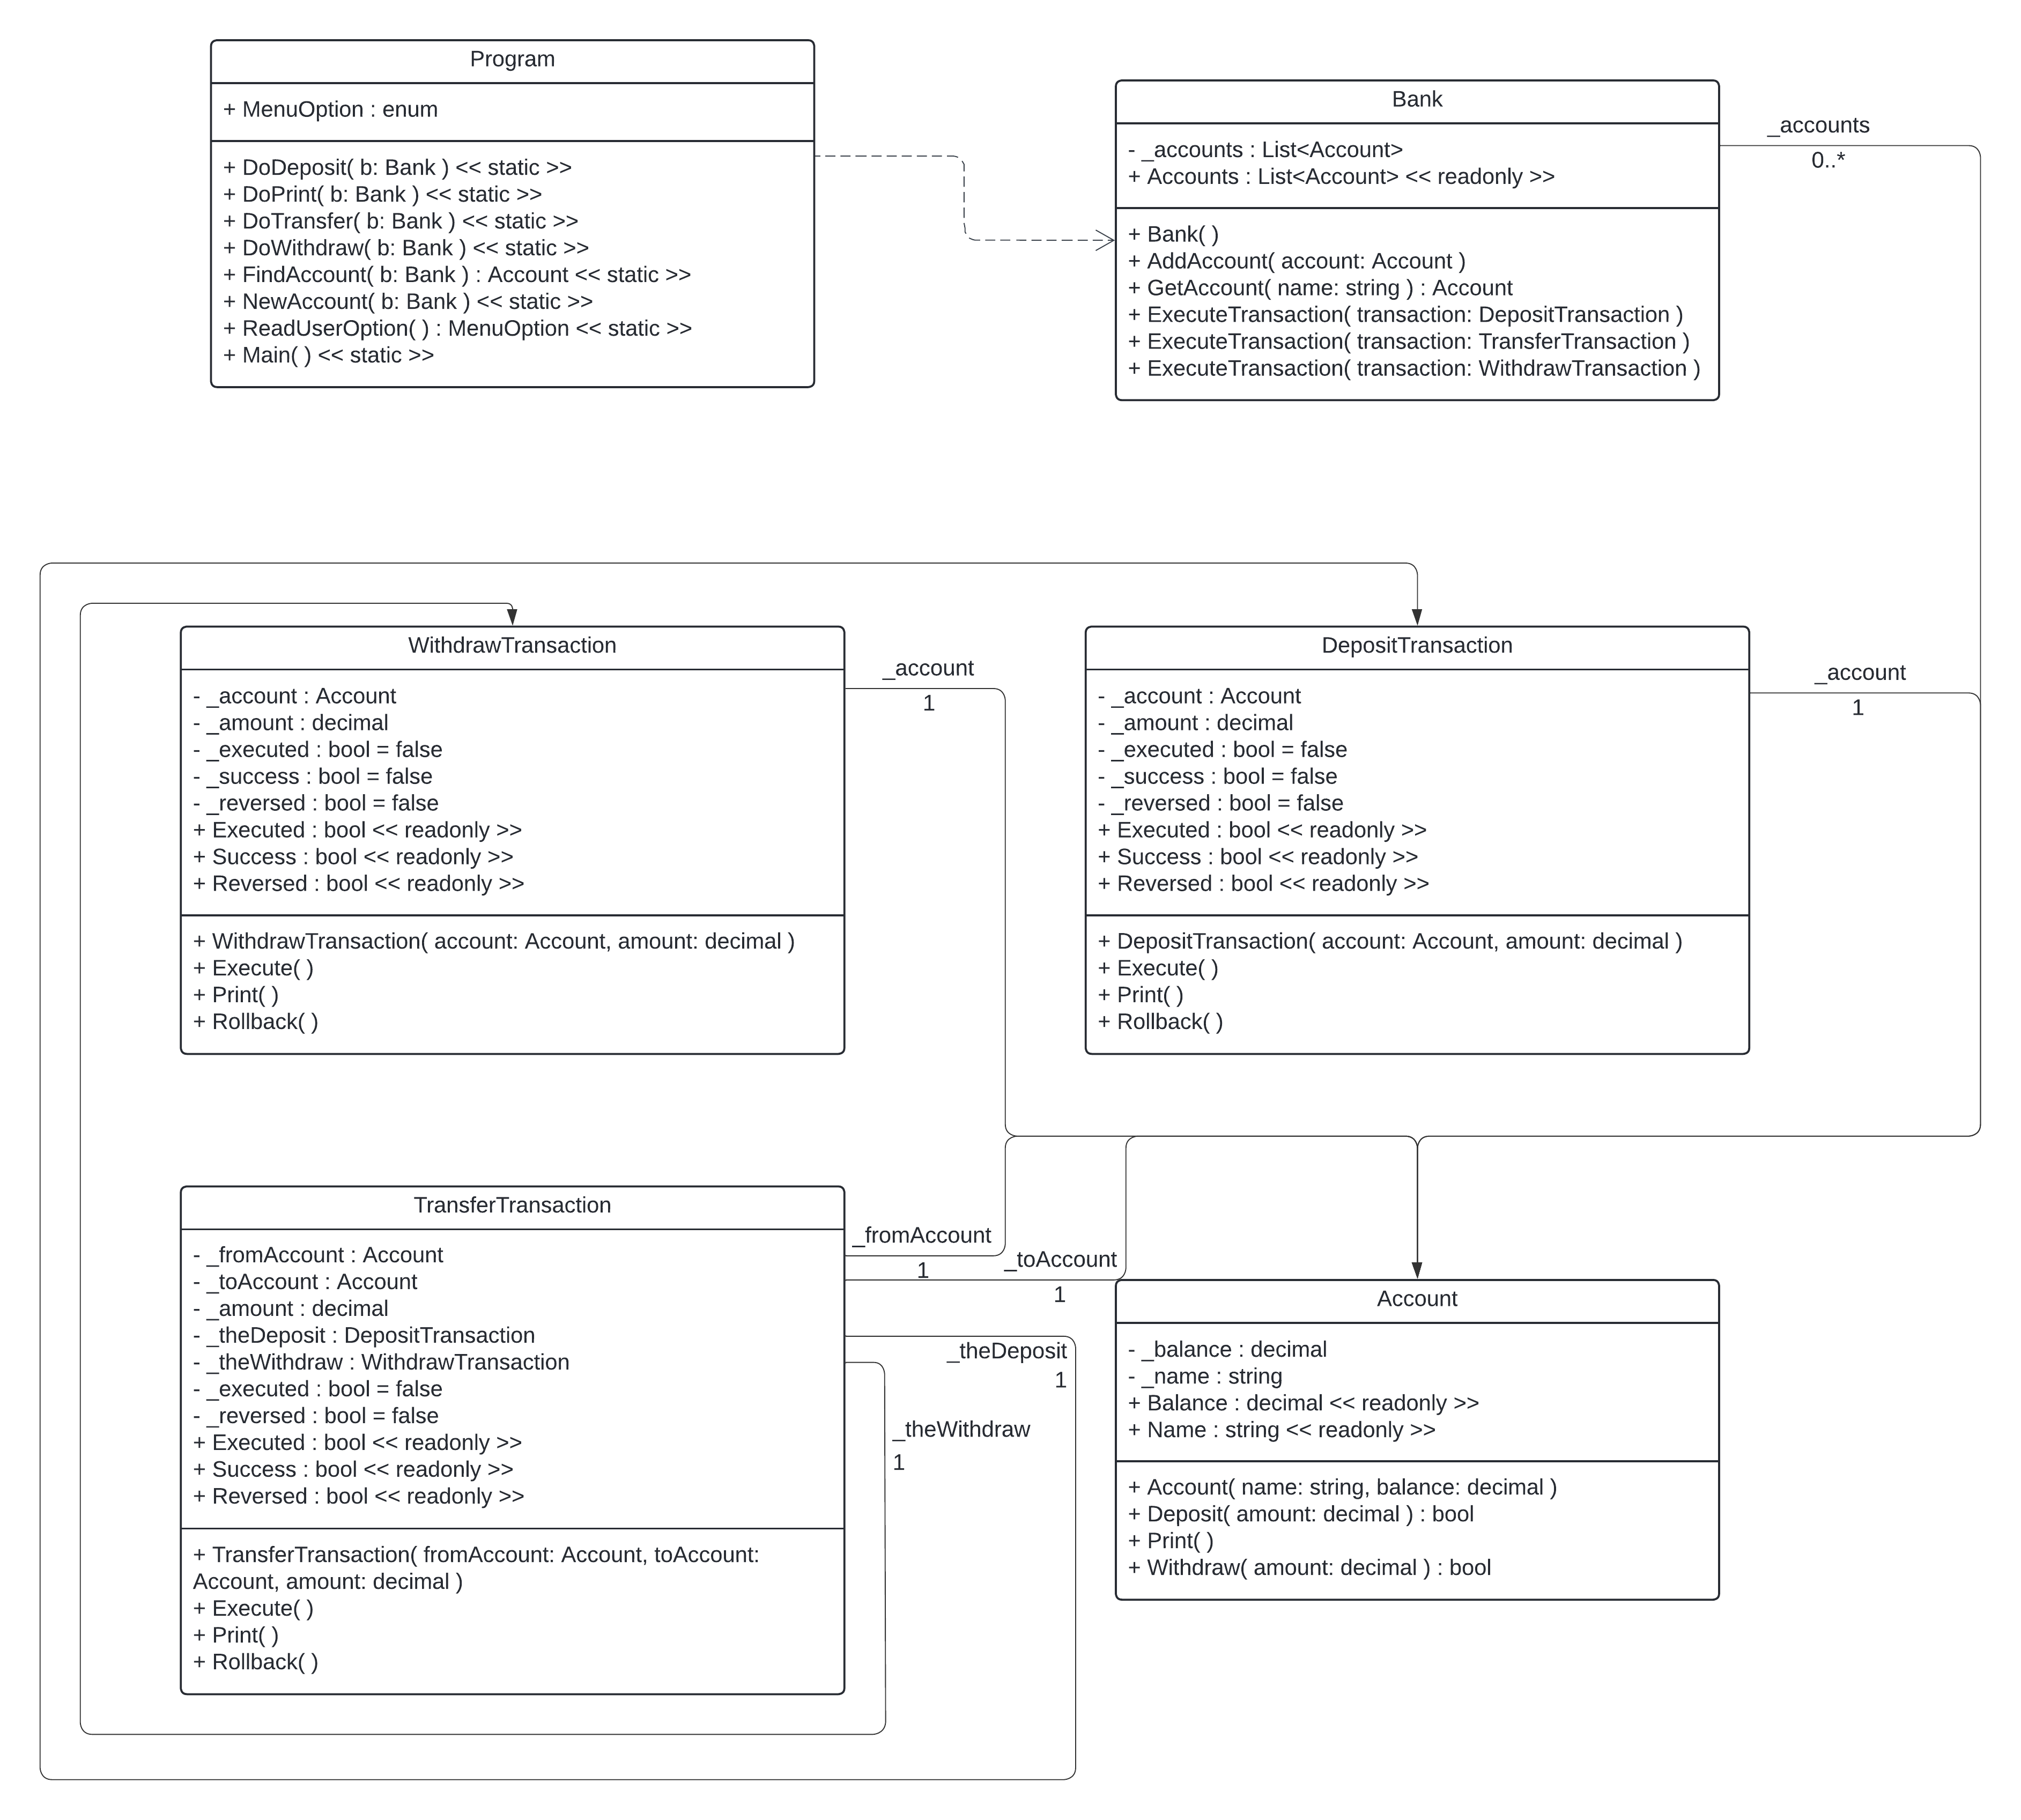 Program
+ MenuOption : enum
+ DoDeposit( b: Bank ) << static >>
+ DoPrint( b: Bank ) << static >>
+ DoTransfer( b: Bank ) << static >>
+ DoWithdraw( b: Bank ) << static >>
+ FindAccount( b: Bank ) : Account << static >>
+ NewAccount( b: Bank ) << static >>
+ ReadUserOption( ) : MenuOption << static >>
+ Main( ) << static >>
Bank
- _accounts : List<Account>
+ Accounts : List<Account> << readonly >>
+ Bank( )
+ AddAccount( account: Account )
+ GetAccount( name: string ) : Account
+ ExecuteTransaction( transaction: DepositTransaction )
+ ExecuteTransaction( transaction: TransferTransaction )
+ ExecuteTransaction( transaction: WithdrawTransaction )
_accounts
0..*
WithdrawTransaction
- _account : Account
- _amount : decimal
- _executed : bool = false
- _success : bool = false
- _reversed : bool = false
+ Executed : bool << readonly >>
+ Success : bool << readonly >>
+ Reversed : bool << readonly >>
+ WithdrawTransaction( account: Account, amount: decimal )
+ Execute( )
+ Print( )
+ Rollback( )
_account
1
DepositTransaction
- _account : Account
- _amount : decimal
- _executed : bool = false
- _success : bool = false
- _reversed : bool = false
+ Executed : bool << readonly >>
+ Success : bool << readonly >>
+ Reversed : bool << readonly >>
+ DepositTransaction( account: Account, amount: decimal )
+ Execute( )
+ Print( )
+ Rollback( )
_account
1
TransferTransaction
- _fromAccount : Account
- _toAccount : Account
- _amount : decimal
- _theDeposit : DepositTransaction
- _theWithdraw : WithdrawTransaction
- _executed : bool = false
- _reversed : bool = false
+ Executed : bool << readonly >>
+ Success : bool << readonly >>
+ Reversed : bool << readonly >>
+ TransferTransaction( fromAccount: Account, toAccount:
Account, amount: decimal )
+ Execute( )
+ Print( )
+ Rollback( )
_fromAccount
1
_toAccount
1
_theDeposit
1
_theWithdraw
1
Account
- _balance : decimal
- _name : string
+ Balance : decimal << readonly >>
+ Name : string << readonly >>
+ Account( name: string, balance: decimal )
+ Deposit( amount: decimal ) : bool
+ Print( )
+ Withdraw( amount: decimal ) : bool